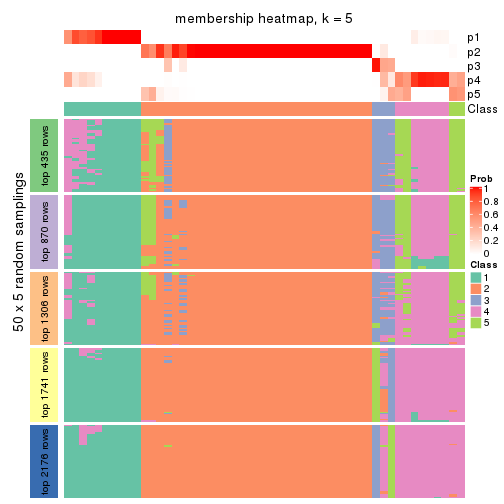 membership heatmap, k = 5
p1
p2
p3
p4
p5
Class
50 x 5 random samplings
top 435 rows
top 870 rows
top 1306 rows
top 1741 rows
top 2176 rows
Prob
1
0.8
0.6
0.4
0.2
0
Class
1
2
3
4
5